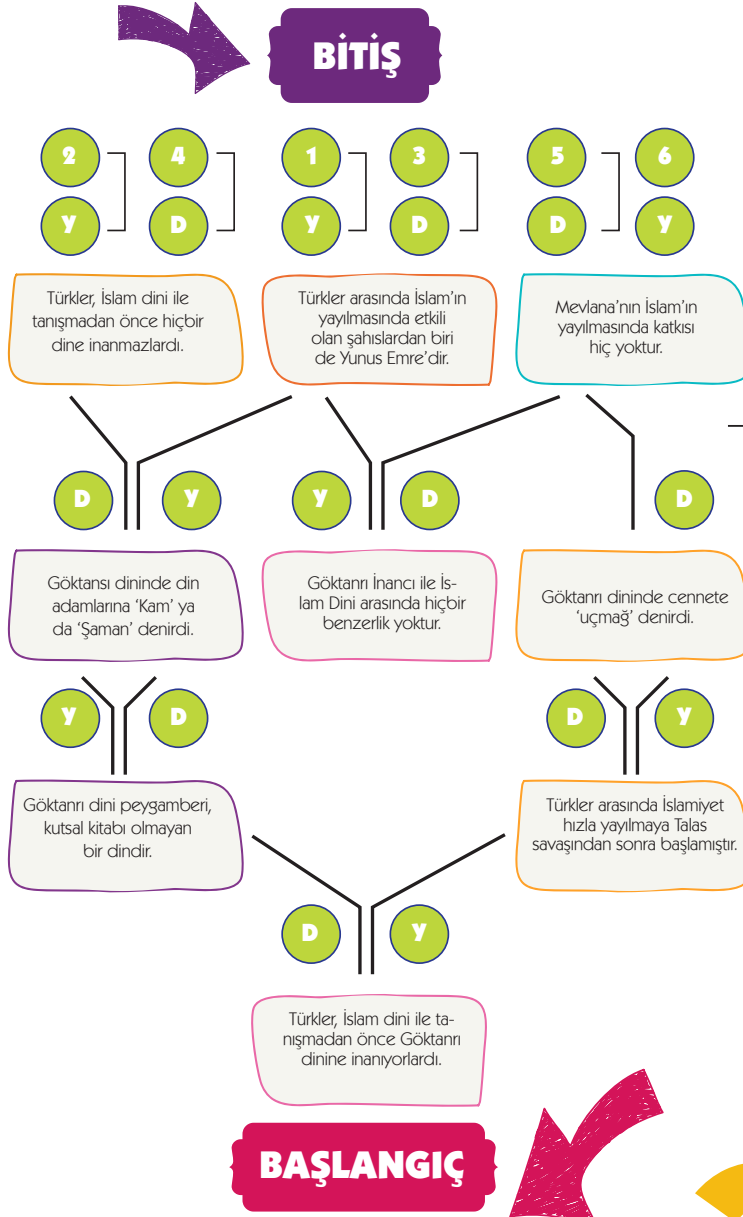 BİTİŞ
2 4 1 3 5 6
Y D Y D D Y
Türkler, İslam dini ile
tanışmadan önce hiçbir
dine inanmazlardı.
Türkler arasında İslam’ın
yayılmasında etkili
olan şahıslardan biri
de Yunus Emre’dir.
Mevlana’nın İslam’ın
yayılmasında katkısı
hiç yoktur.
D Y Y D D
Göktansı dininde din
adamlarına ‘Kam’ ya
da ‘Şaman’ denirdi.
Göktanrı İnancı ile İs-
lam Dini arasında hiçbir
benzerlik yoktur.
Göktanrı dininde cennete
‘uçmağ’ denirdi.
Y D D Y
Göktanrı dini peygamberi,
kutsal kitabı olmayan
bir dindir.
Türkler arasında İslamiyet
hızla yayılmaya Talas
savaşından sonra başlamıştır.
D Y
Türkler, İslam dini ile ta-
nışmadan önce Göktanrı
dinine inanıyorlardı.
BAŞLANGIÇ